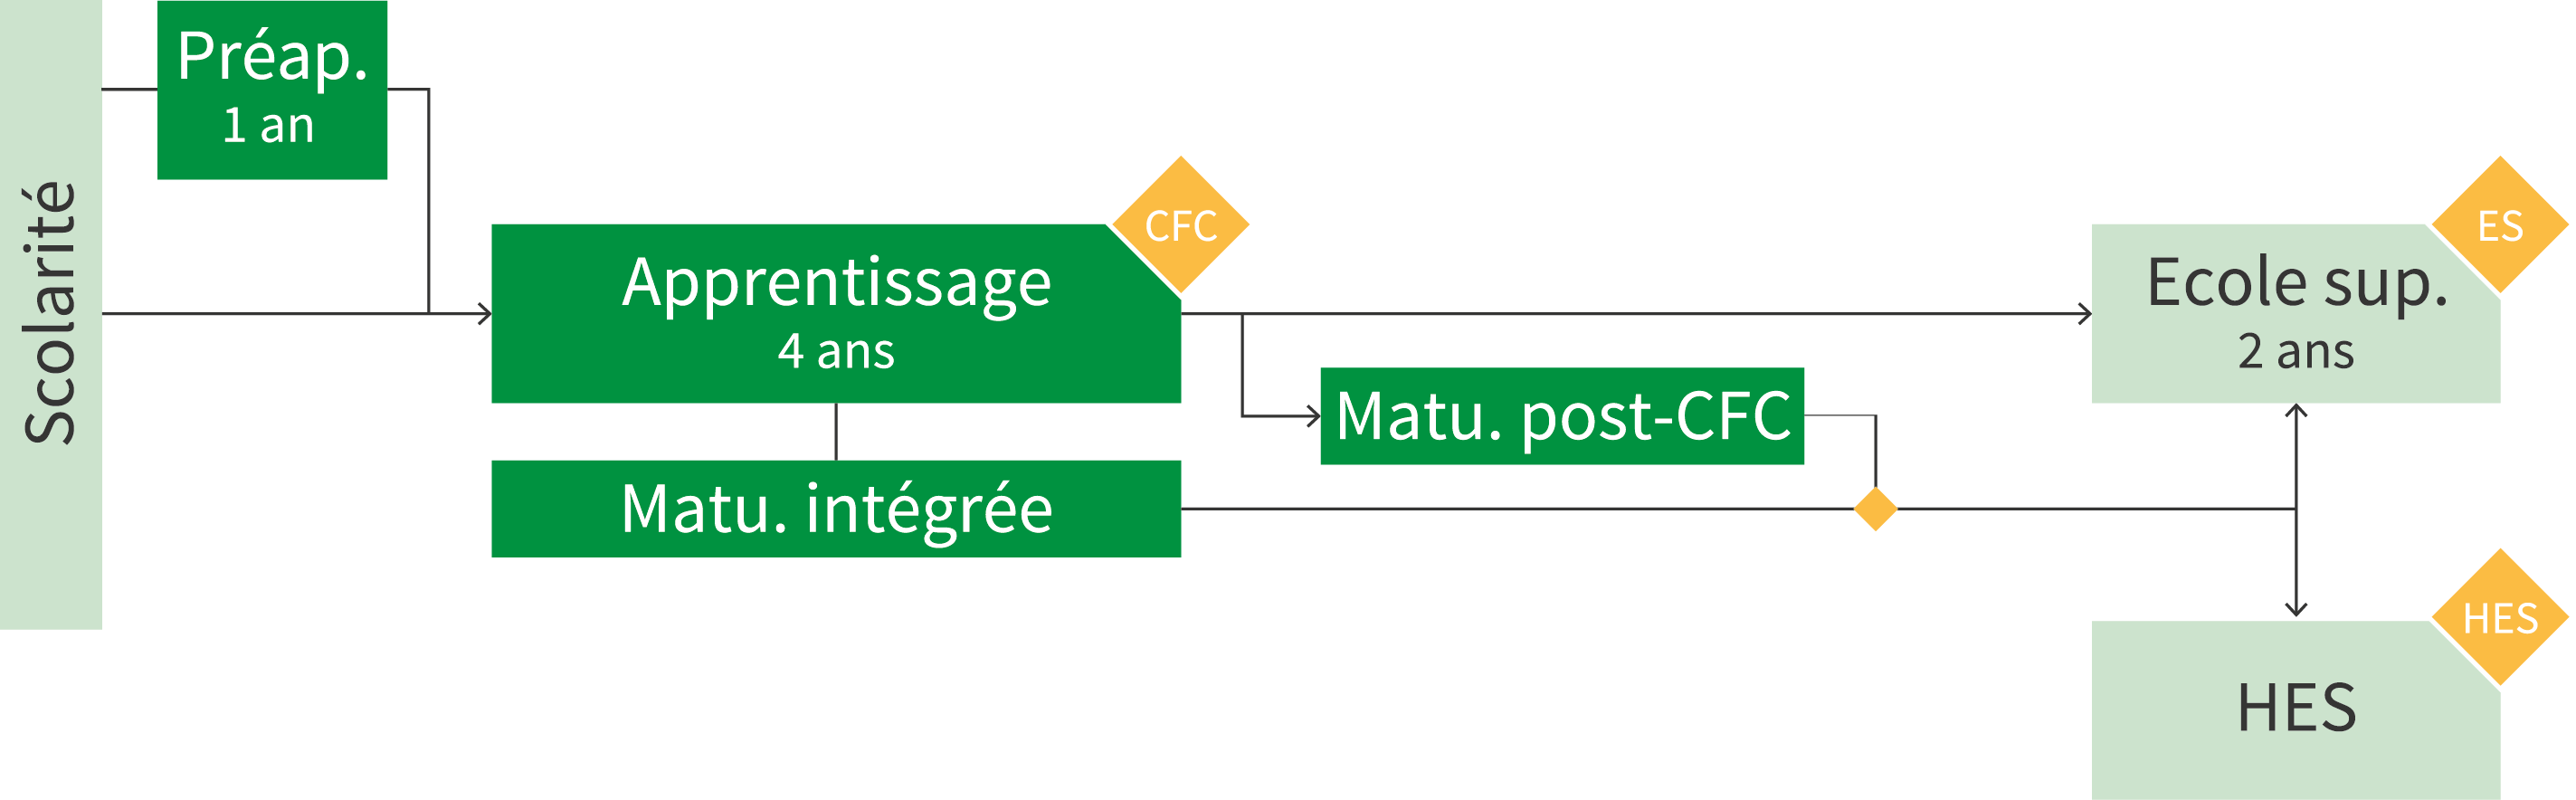 Scolarité
Préap.
1 an
CFC
Apprentissage
4 ans
Matu. intégrée
Matu. post-CFC
ES
Ecole sup.
2 ans
HES
HES